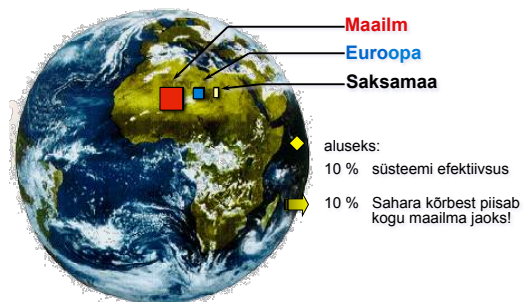 Maailm
Euroopa
Saksamaa
aluseks:
10 % süsteemi efektiivsus
10 % Sahara kõrbest piisab
kogu maailma jaoks!